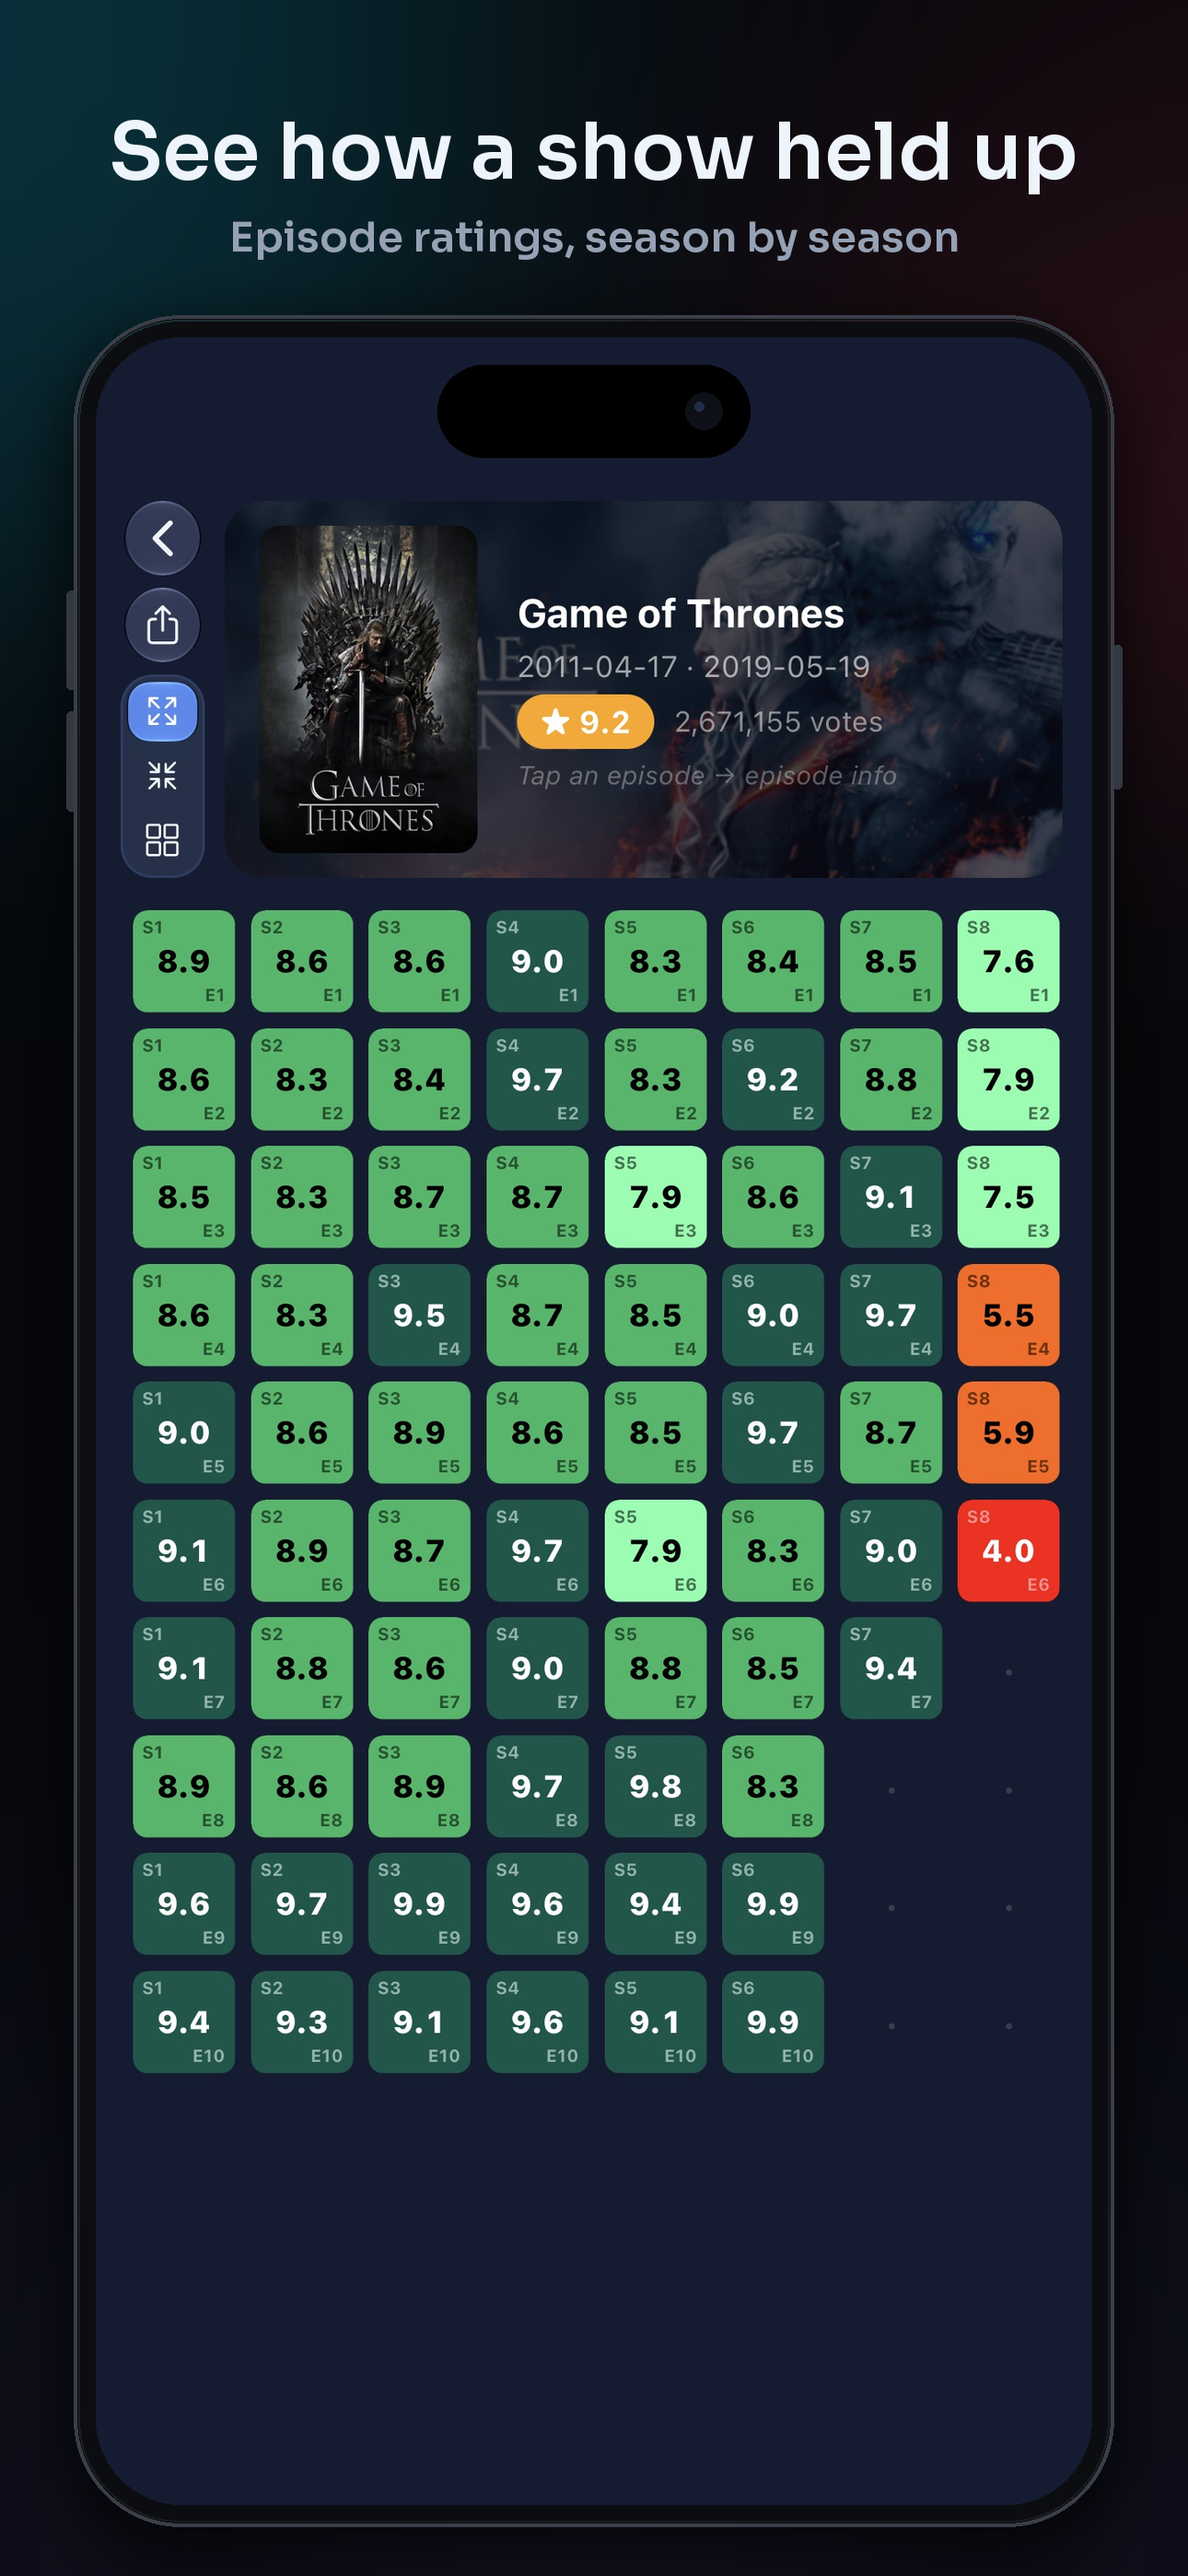 See how a show held up
Episode ratings, season by season
GAME OF
THRONES
Game of Thrones
2011-04-17 · 2019-05-19
★ 9.2 2,671,155 votes
Tap an episode → episode info
S1 S2 S3 S4 S5 S6 S7 S8
8.9 8.6 8.6 9.0 8.3 8.4 8.5 7.6
E1 E1 E1 E1 E1 E1 E1 E1
S1 S2 S3 S4 S5 S6 S7 S8
8.6 8.3 8.4 9.7 8.3 9.2 8.8 7.9
E2 E2 E2 E2 E2 E2 E2 E2
S1 S2 S3 S4 S5 S6 S7 S8
8.5 8.3 8.7 8.7 7.9 8.6 9.1 7.5
E3 E3 E3 E3 E3 E3 E3 E3
S1 S2 S3 S4 S5 S6 S7 S8
8.6 8.3 9.5 8.7 8.5 9.0 9.7 5.5
E4 E4 E4 E4 E4 E4 E4 E4
S1 S2 S3 S4 S5 S6 S7 S8
9.0 8.6 8.9 8.6 8.5 9.7 8.7 5.9
E5 E5 E5 E5 E5 E5 E5 E5
S1 S2 S3 S4 S5 S6 S7 S8
9.1 8.9 8.7 9.7 7.9 8.3 9.0 4.0
E6 E6 E6 E6 E6 E6 E6 E6
S1 S2 S3 S4 S5 S6 S7
9.1 8.8 8.6 9.0 8.8 8.5 9.4
E7 E7 E7 E7 E7 E7 E7
S1 S2 S3 S4 S5 S6
8.9 8.6 8.9 9.7 9.8 8.3
E8 E8 E8 E8 E8 E8
S1 S2 S3 S4 S5 S6
9.6 9.7 9.9 9.6 9.4 9.9
E9 E9 E9 E9 E9 E9
S1 S2 S3 S4 S5 S6
9.4 9.3 9.1 9.6 9.1 9.9
E10 E10 E10 E10 E10 E10